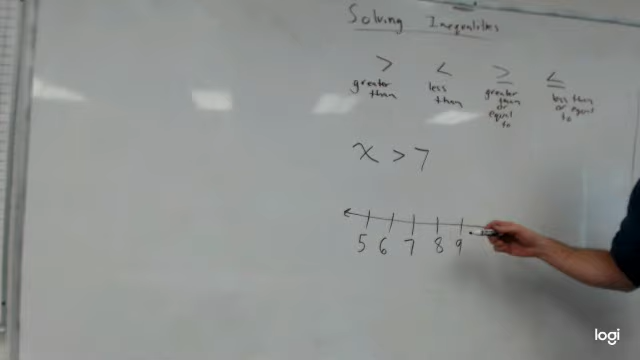 Solving Inequalities
> < ≥ ≤
greater than
less than
greater than or equal to
less than or equal to
x > 7
5 6 7 8 9
logi